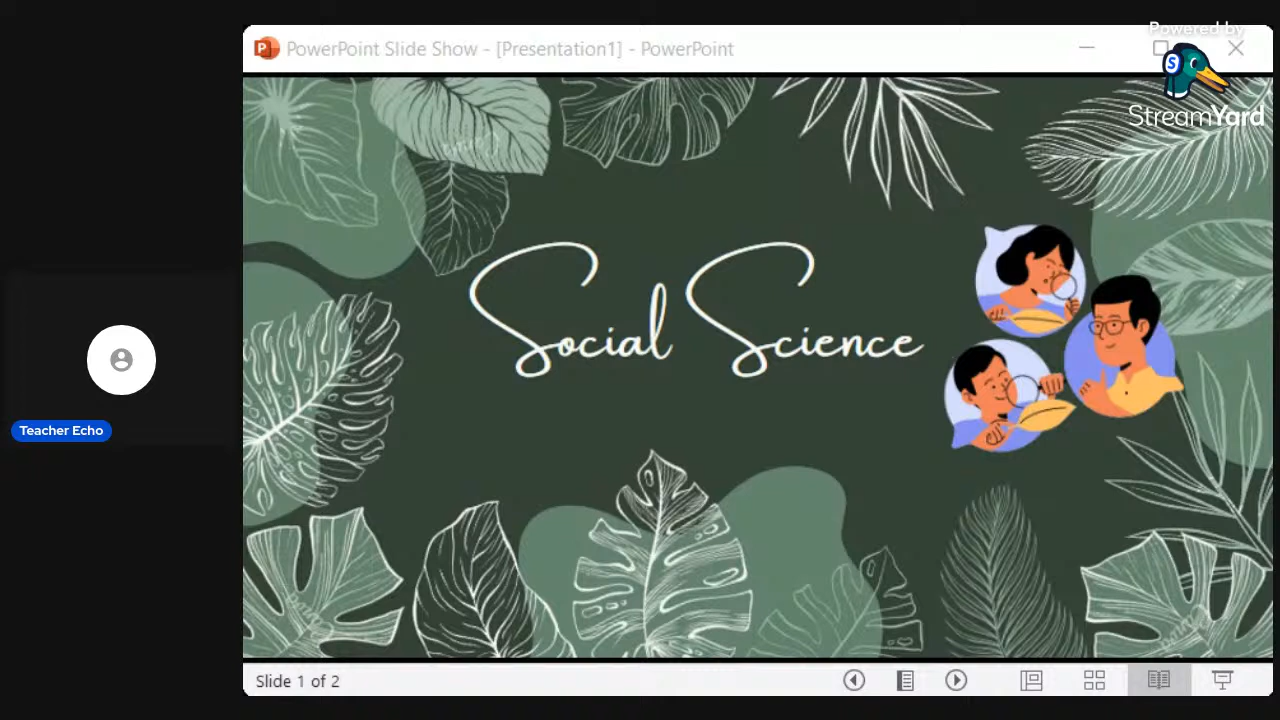 PowerPoint Slide Show - [Presentation1] - PowerPoint
Powered by
StreamYard
Social Science
Teacher Echo
Slide 1 of 2